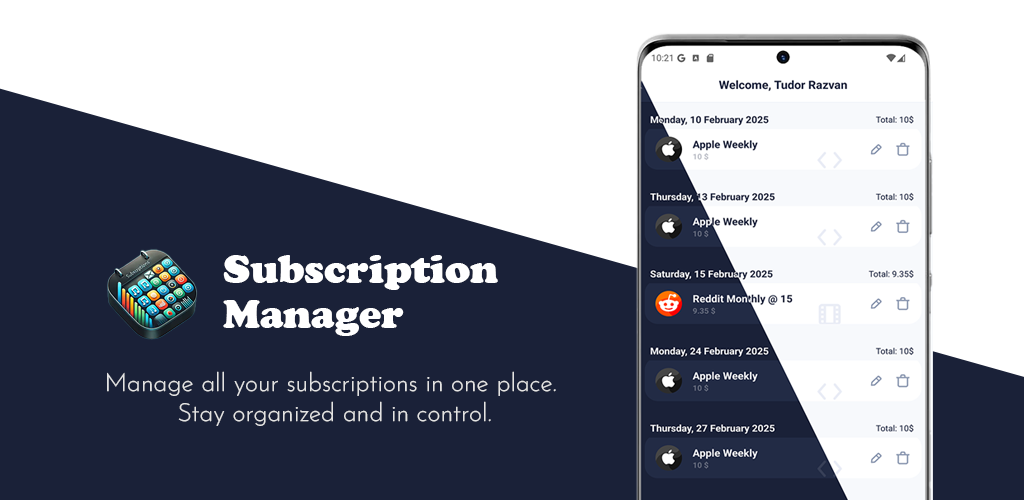 Subscription
Manager
Manage all your subscriptions in one place.
Stay organized and in control.
10:21
Welcome, Tudor Razvan
Monday, 10 February 2025 Total: 10$
Apple Weekly
10 $
Thursday, 13 February 2025 Total: 10$
Apple Weekly
10 $
Saturday, 15 February 2025 Total: 9.35$
Reddit Monthly @ 15
9.35 $
Monday, 24 February 2025 Total: 10$
Apple Weekly
10 $
Thursday, 27 February 2025 Total: 10$
Apple Weekly
10 $